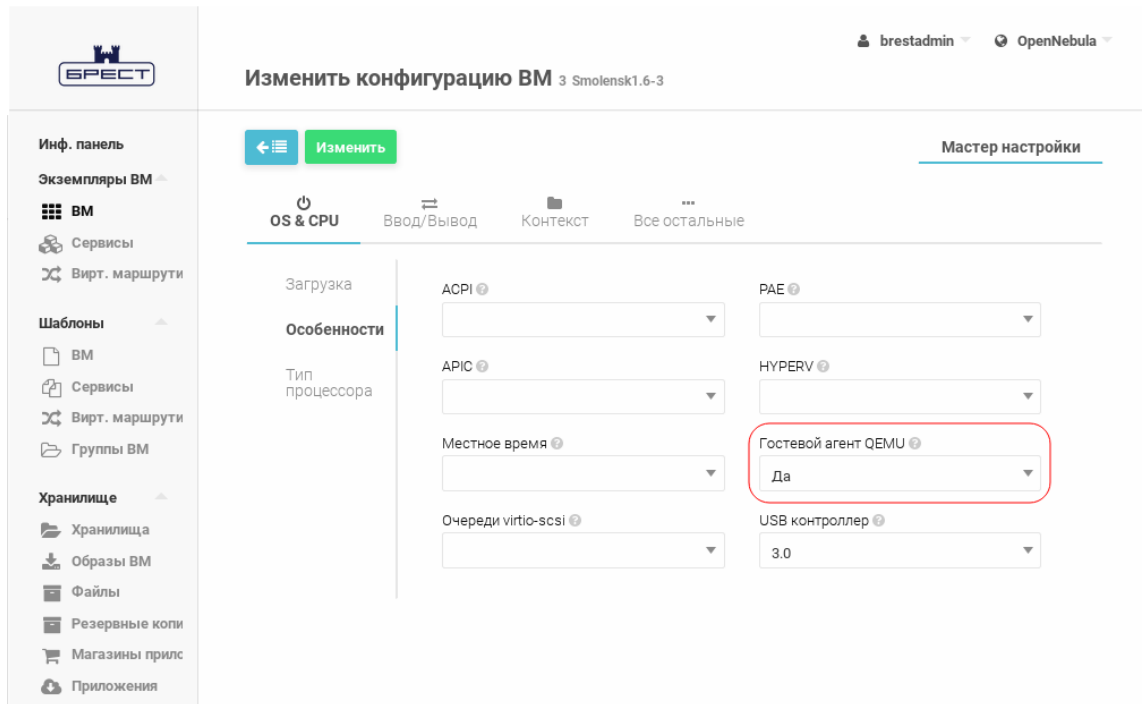 БРЕСТ
brestadmin
OpenNebula
Изменить конфигурацию ВМ 3 Smolensk1.6-3
Инф. панель
Экземпляры ВМ
ВМ
Сервисы
Вирт. маршрути
Шаблоны
ВМ
Сервисы
Вирт. маршрути
Группы ВМ
Хранилище
Хранилища
Образы ВМ
Файлы
Резервные копи
Магазины прилс
Приложения
Изменить
Мастер настройки
OS & CPU
Ввод/Вывод
Контекст
Все остальные
Загрузка
Особенности
Тип
процессора
ACPI
PAE
APIC
HYPERV
Местное время
Гостевой агент QEMU
Да
Очереди virtio-scsi
USB контроллер
3.0